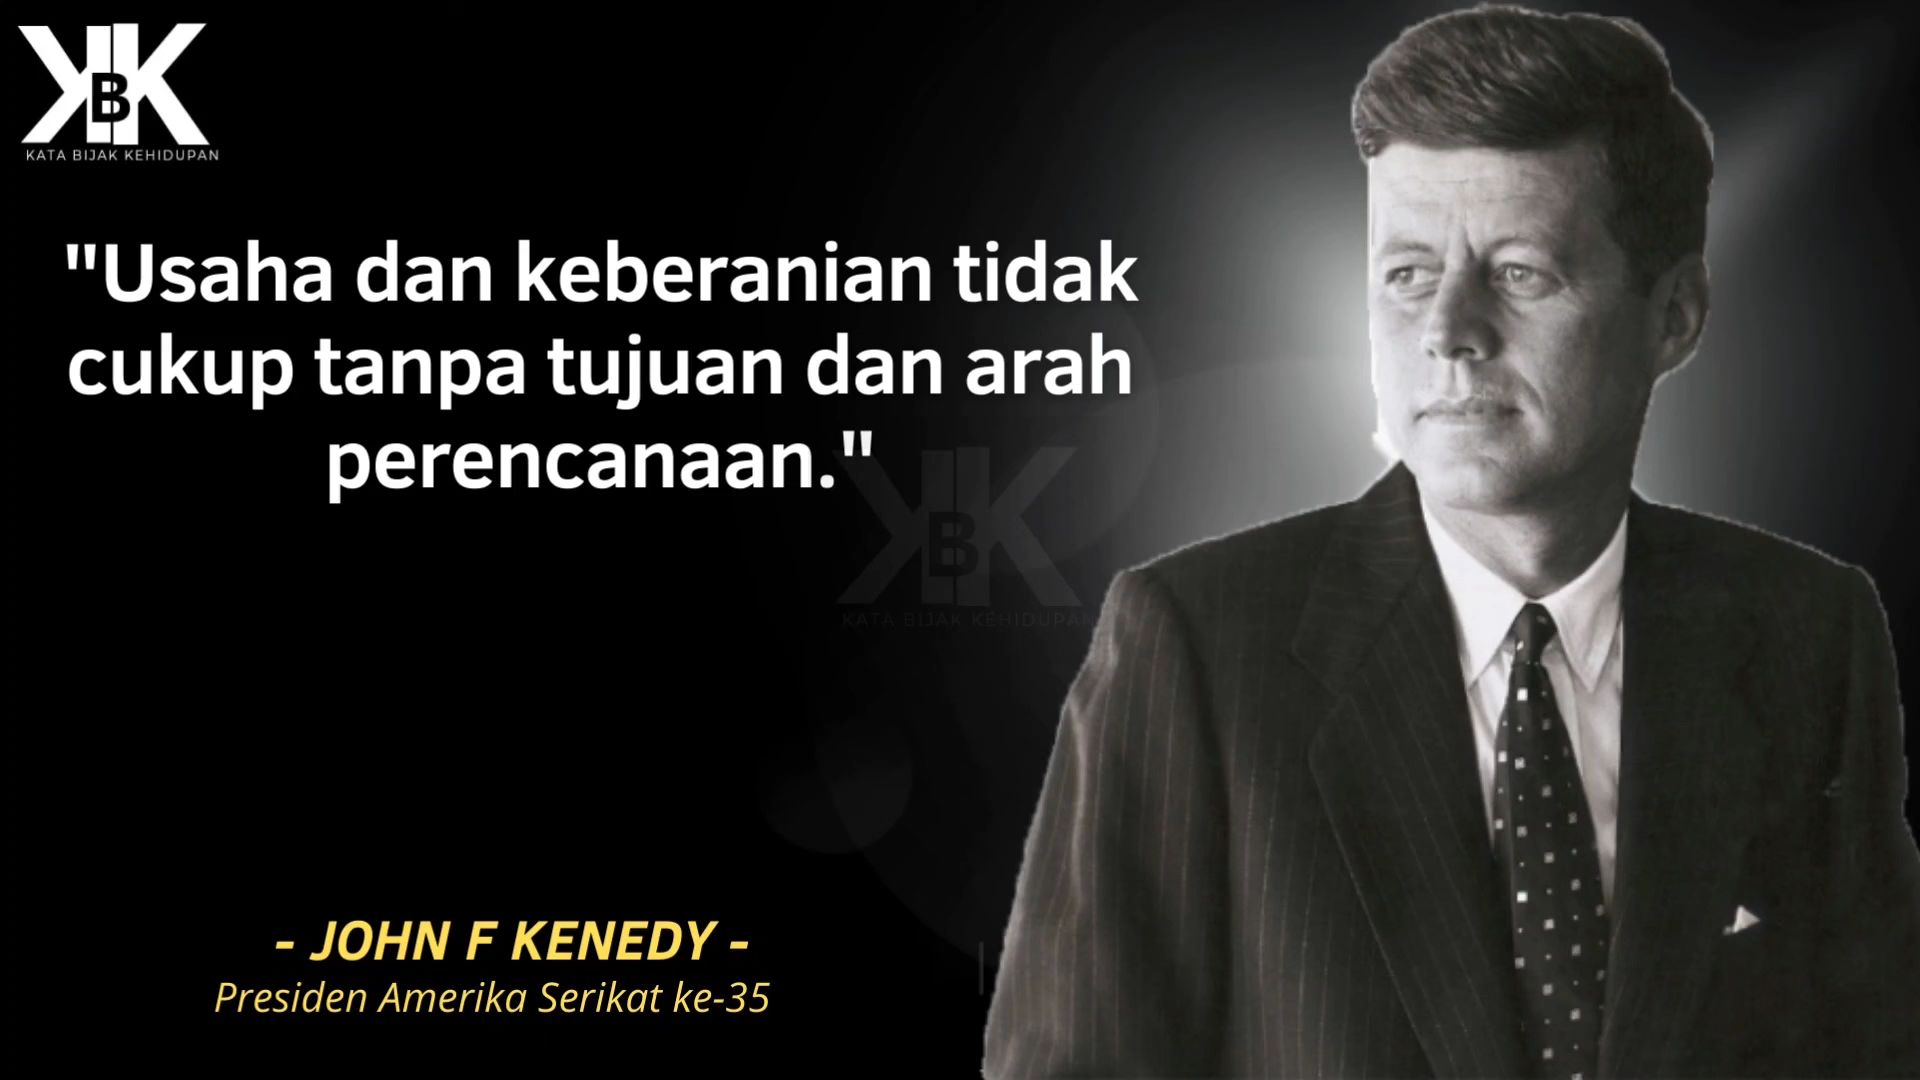 KBK
KATA BIJAK KEHIDUPAN
"Usaha dan keberanian tidak
cukup tanpa tujuan dan arah
perencanaan."
KBK
KATA BIJAK KEHIDUPAN
- JOHN F KENEDY -
Presiden Amerika Serikat ke-35